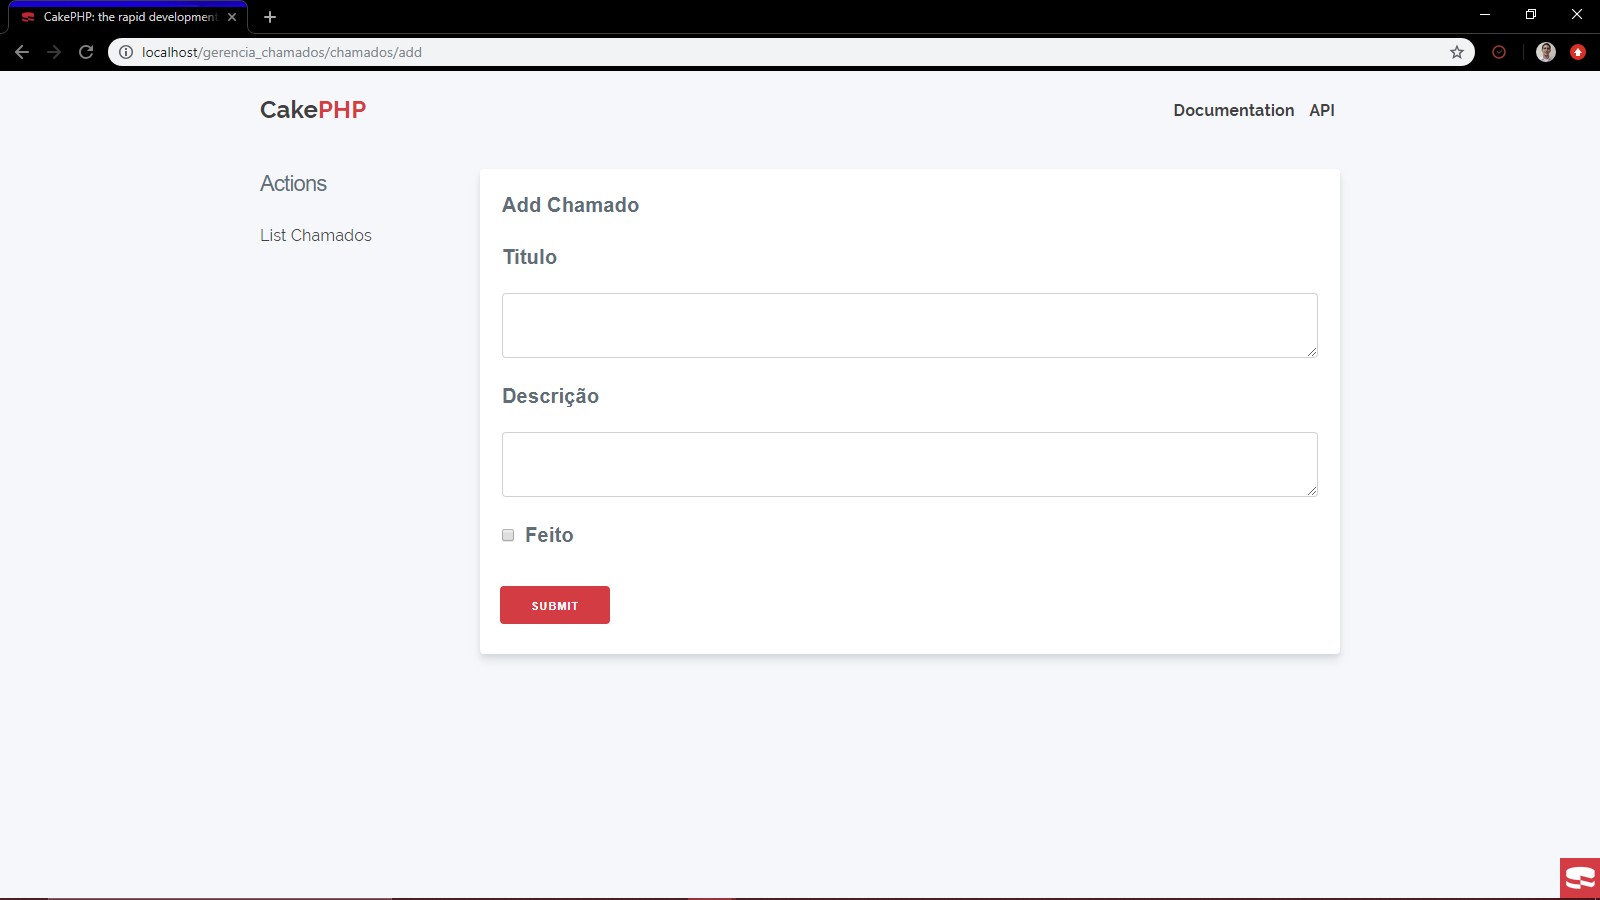 CakePHP: the rapid development
localhost/gerencia_chamados/chamados/add
CakePHP
Documentation API
Actions
List Chamados
Add Chamado
Titulo
Descrição
Feito
SUBMIT